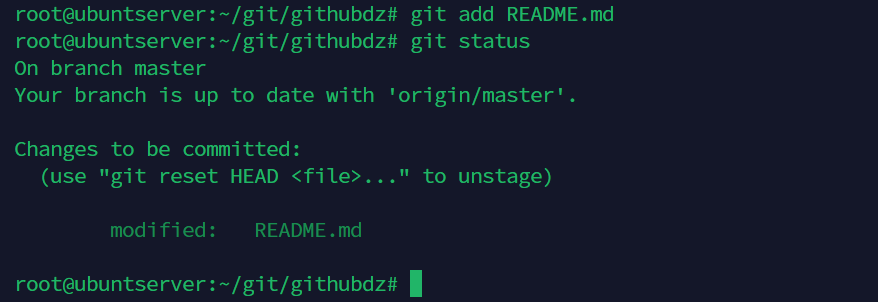 root@ubuntserver:~/git/githubdz# git add README.md
root@ubuntserver:~/git/githubdz# git status
On branch master
Your branch is up to date with 'origin/master'.
Changes to be committed:
  (use "git reset HEAD <file>..." to unstage)
        modified:   README.md
root@ubuntserver:~/git/githubdz#